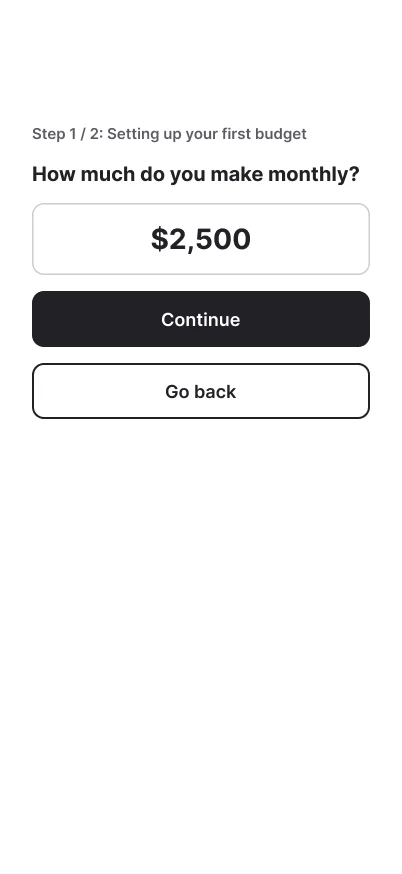 Step 1 / 2: Setting up your first budget
How much do you make monthly?
$2,500
Continue
Go back